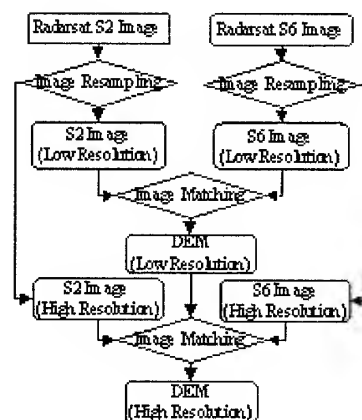 Radarsat S2 Image
Radarsat S6 Image
Image Resampling
Image Resampling
S2 Image
(Low Resolution)
S6 Image
(Low Resolution)
Image Matching
DEM
(Low Resolution)
S2 Image
(High Resolution)
S6 Image
(High Resolution)
Image Matching
DEM
(High Resolution)